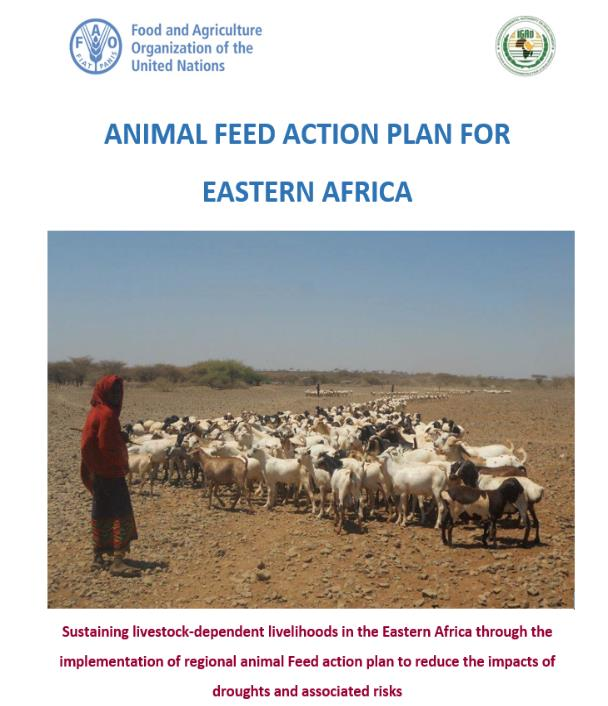 Food and Agriculture
Organization of the
United Nations
FAO
FIAT PANIS
IGAD
ANIMAL FEED ACTION PLAN FOR
EASTERN AFRICA
Sustaining livestock-dependent livelihoods in the Eastern Africa through the
implementation of regional animal Feed action plan to reduce the impacts of
droughts and associated risks